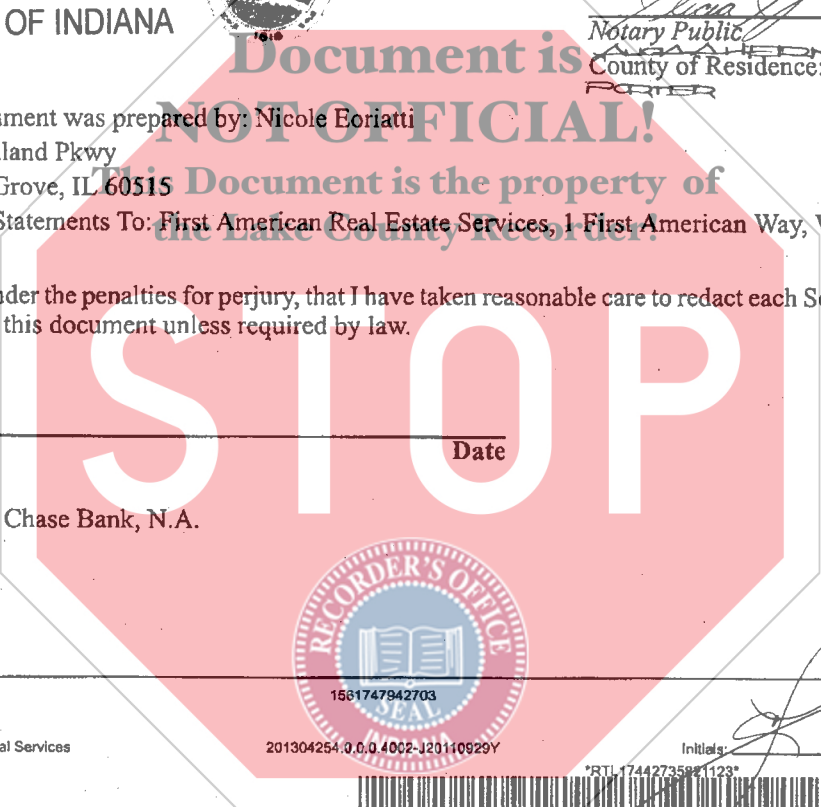 OF INDIANA
1816
Notary Public
County of Residence:
PORTER
Document is
NOT OFFICIAL!
This Document is the property of
the Lake County Recorder!
ment was prepared by: Nicole Eoriatti
land Pkwy
Grove, IL 60515
Statements To: First American Real Estate Services, 1 First American Way,
der the penalties for perjury, that I have taken reasonable care to redact each
this document unless required by law.
STOP
Date
Chase Bank, N.A.
RECORDER'S OFFICE
SEAL
INDIANA
1561747942703
al Services
201304254.0.0.0.4002-J20110929Y
Initials:
*RTL17442735821123*